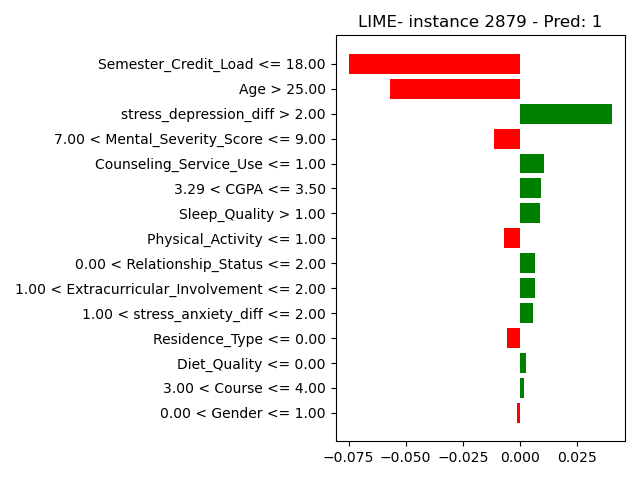 LIME- instance 2879 - Pred: 1
Semester_Credit_Load <= 18.00
Age > 25.00
stress_depression_diff > 2.00
7.00 < Mental_Severity_Score <= 9.00
Counseling_Service_Use <= 1.00
3.29 < CGPA <= 3.50
Sleep_Quality > 1.00
Physical_Activity <= 1.00
0.00 < Relationship_Status <= 2.00
1.00 < Extracurricular_Involvement <= 2.00
1.00 < stress_anxiety_diff <= 2.00
Residence_Type <= 0.00
Diet_Quality <= 0.00
3.00 < Course <= 4.00
0.00 < Gender <= 1.00
−0.075 −0.050 −0.025 0.000 0.025